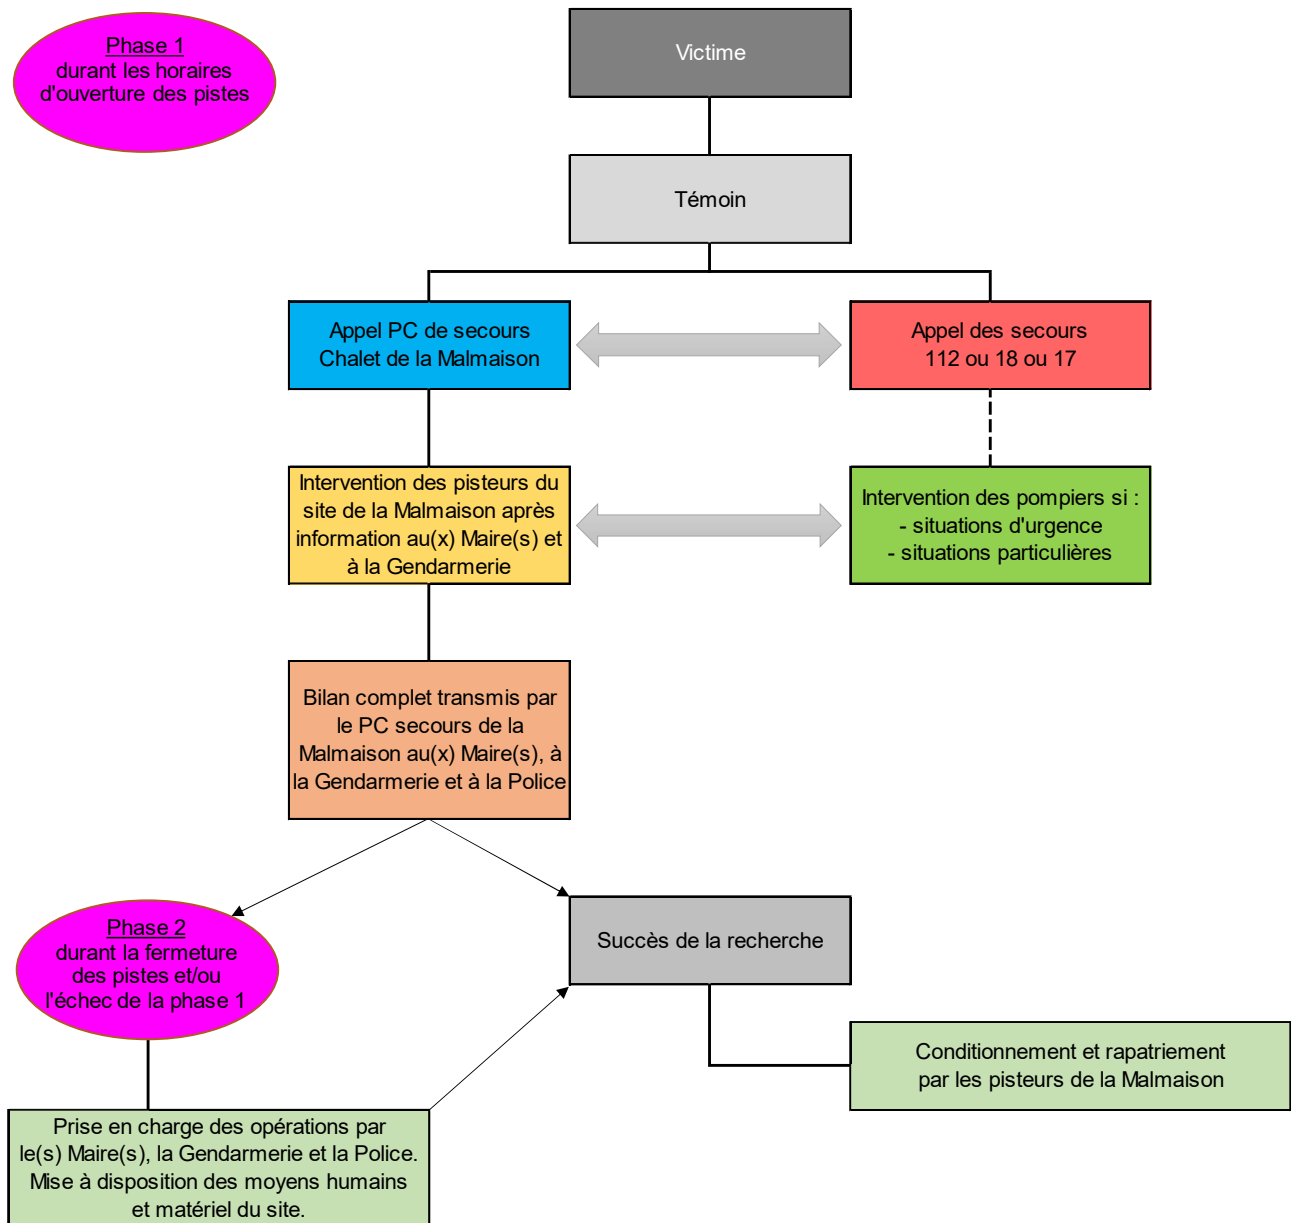 Phase 1
durant les horaires
d'ouverture des pistes
Victime
Témoin
Appel PC de secours
Chalet de la Malmaison
Appel des secours
112 ou 18 ou 17
Intervention des pisteurs du
site de la Malmaison après
information au(x) Maire(s) et
à la Gendarmerie
Intervention des pompiers si :
- situations d'urgence
- situations particulières
Bilan complet transmis par
le PC secours de la
Malmaison au(x) Maire(s), à
la Gendarmerie et à la Police
Phase 2
durant la fermeture
des pistes et/ou
l'échec de la phase 1
Succès de la recherche
Conditionnement et rapatriement
par les pisteurs de la Malmaison
Prise en charge des opérations par
le(s) Maire(s), la Gendarmerie et la Police.
Mise à disposition des moyens humains
et matériel du site.